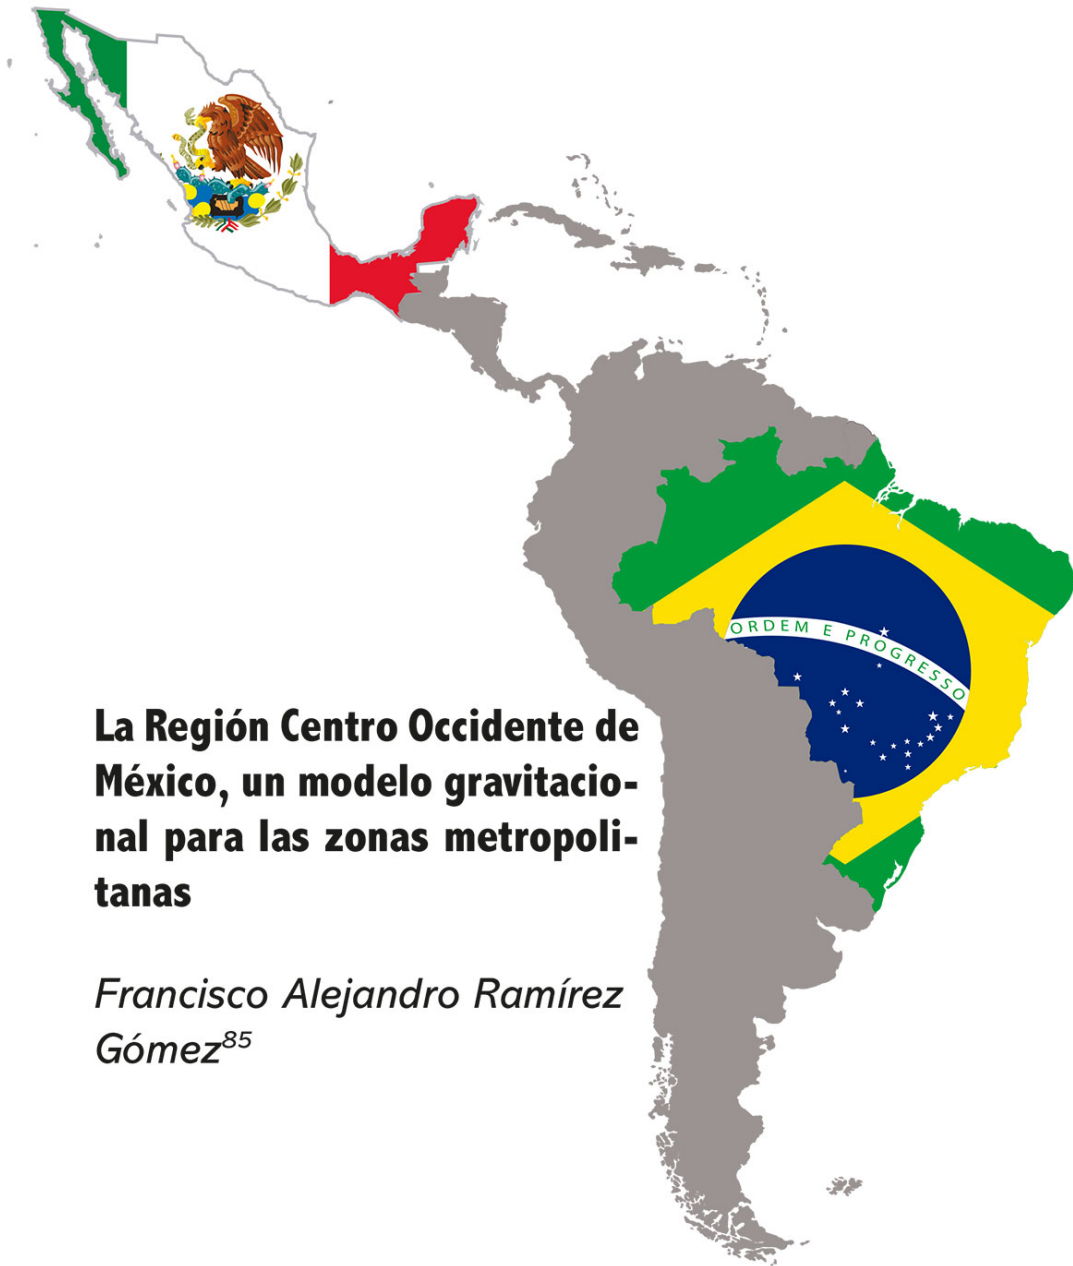 ORDEM E PROGRESSO
La Región Centro Occidente de
México, un modelo gravitacio-
nal para las zonas metropoli-
tanas
Francisco Alejandro Ramírez
Gómez⁸⁵